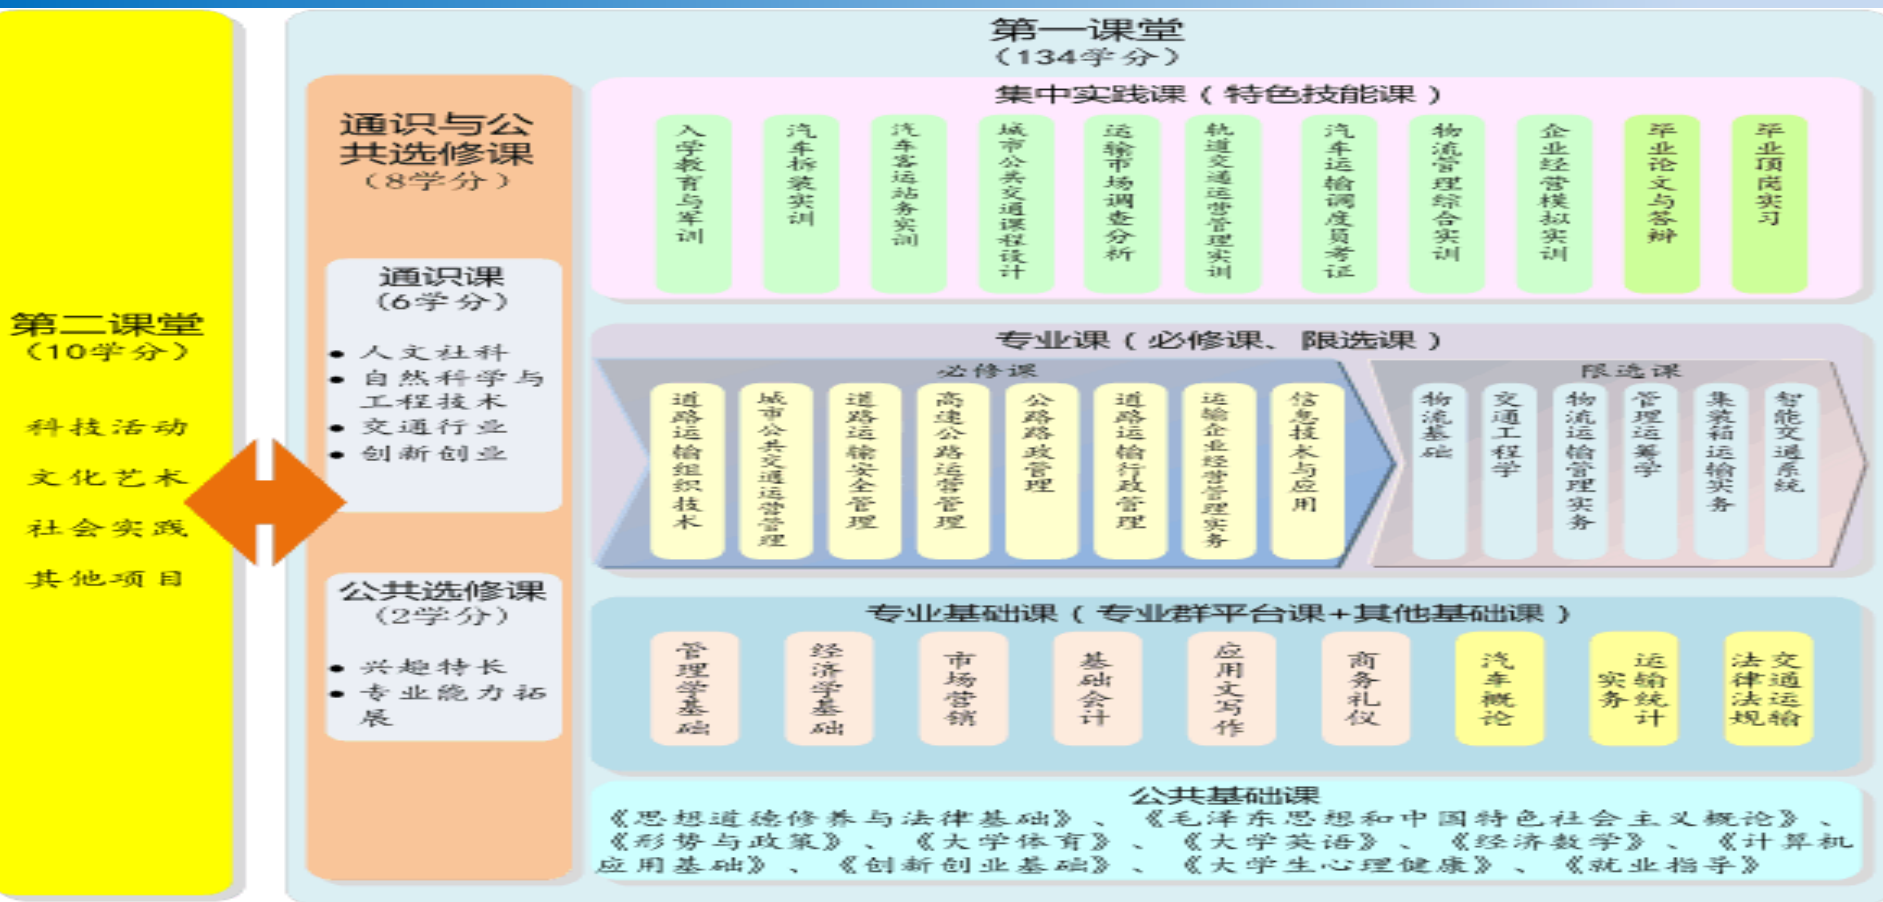 第二课堂
（10学分）
科技活动
文化艺术
社会实践
其他项目
第一课堂
（134学分）
通识与公
共选修课
（8学分）
通识课
（6学分）
● 人文社科
● 自然科学与
工程技术
● 交通行业
● 创新创业
公共选修课
（2学分）
● 兴趣特长
● 专业能力拓
展
集中实践课（特色技能课）
入学教育与军训
汽车拆装实训
汽车客运站务实训
城市公共交通课程设计
运输市场调查分析
轨道交通运营管理实训
汽车运输调度员考证
物流管理综合实训
企业经营模拟实训
毕业论文与答辩
毕业顶岗实习
专业课（必修课、限选课）
必修课
道路运输组织技术
城市公共交通运营管理
道路运输安全管理
高速公路运营管理
公路路政管理
道路运输行政管理
运输企业经营管理实务
信息技术与应用
限选课
物流基础
交通工程学
物流运输管理实务
管理运筹学
集装箱运输实务
智能交通系统
专业基础课（专业群平台课+其他基础课）
管理学基础
经济学基础
市场营销
基础会计
应用文写作
商务礼仪
汽车概论
运输统计
实务
交通运输
法律法规
公共基础课
《思想道德修养与法律基础》、《毛泽东思想和中国特色社会主义概论》、
《形势与政策》、《大学体育》、《大学英语》、《经济数学》、《计算机
应用基础》、《创新创业基础》、《大学生心理健康》、《就业指导》